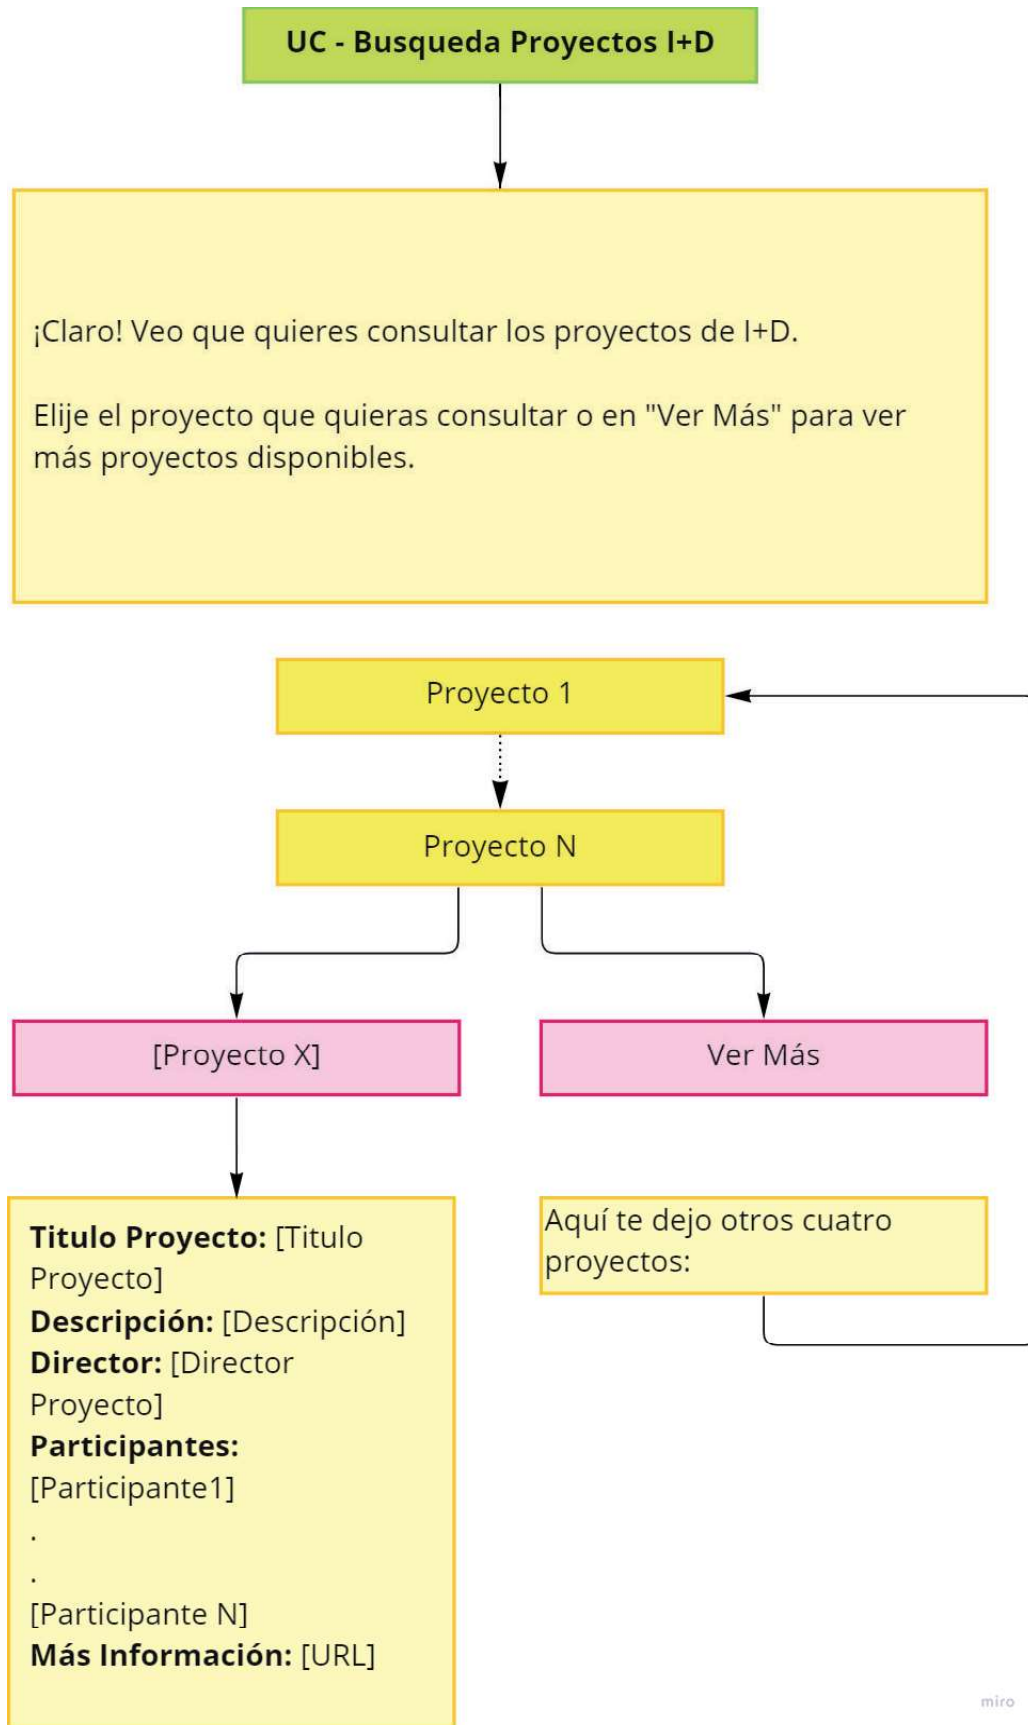 UC - Busqueda Proyectos I+D
¡Claro! Veo que quieres consultar los proyectos de I+D.
Elije el proyecto que quieras consultar o en "Ver Más" para ver
más proyectos disponibles.
Proyecto 1
Proyecto N
[Proyecto X]
Ver Más
Titulo Proyecto: [Titulo
Proyecto]
Descripción: [Descripción]
Director: [Director
Proyecto]
Participantes:
[Participante1]
.
.
[Participante N]
Más Información: [URL]
Aquí te dejo otros cuatro
proyectos:
miro